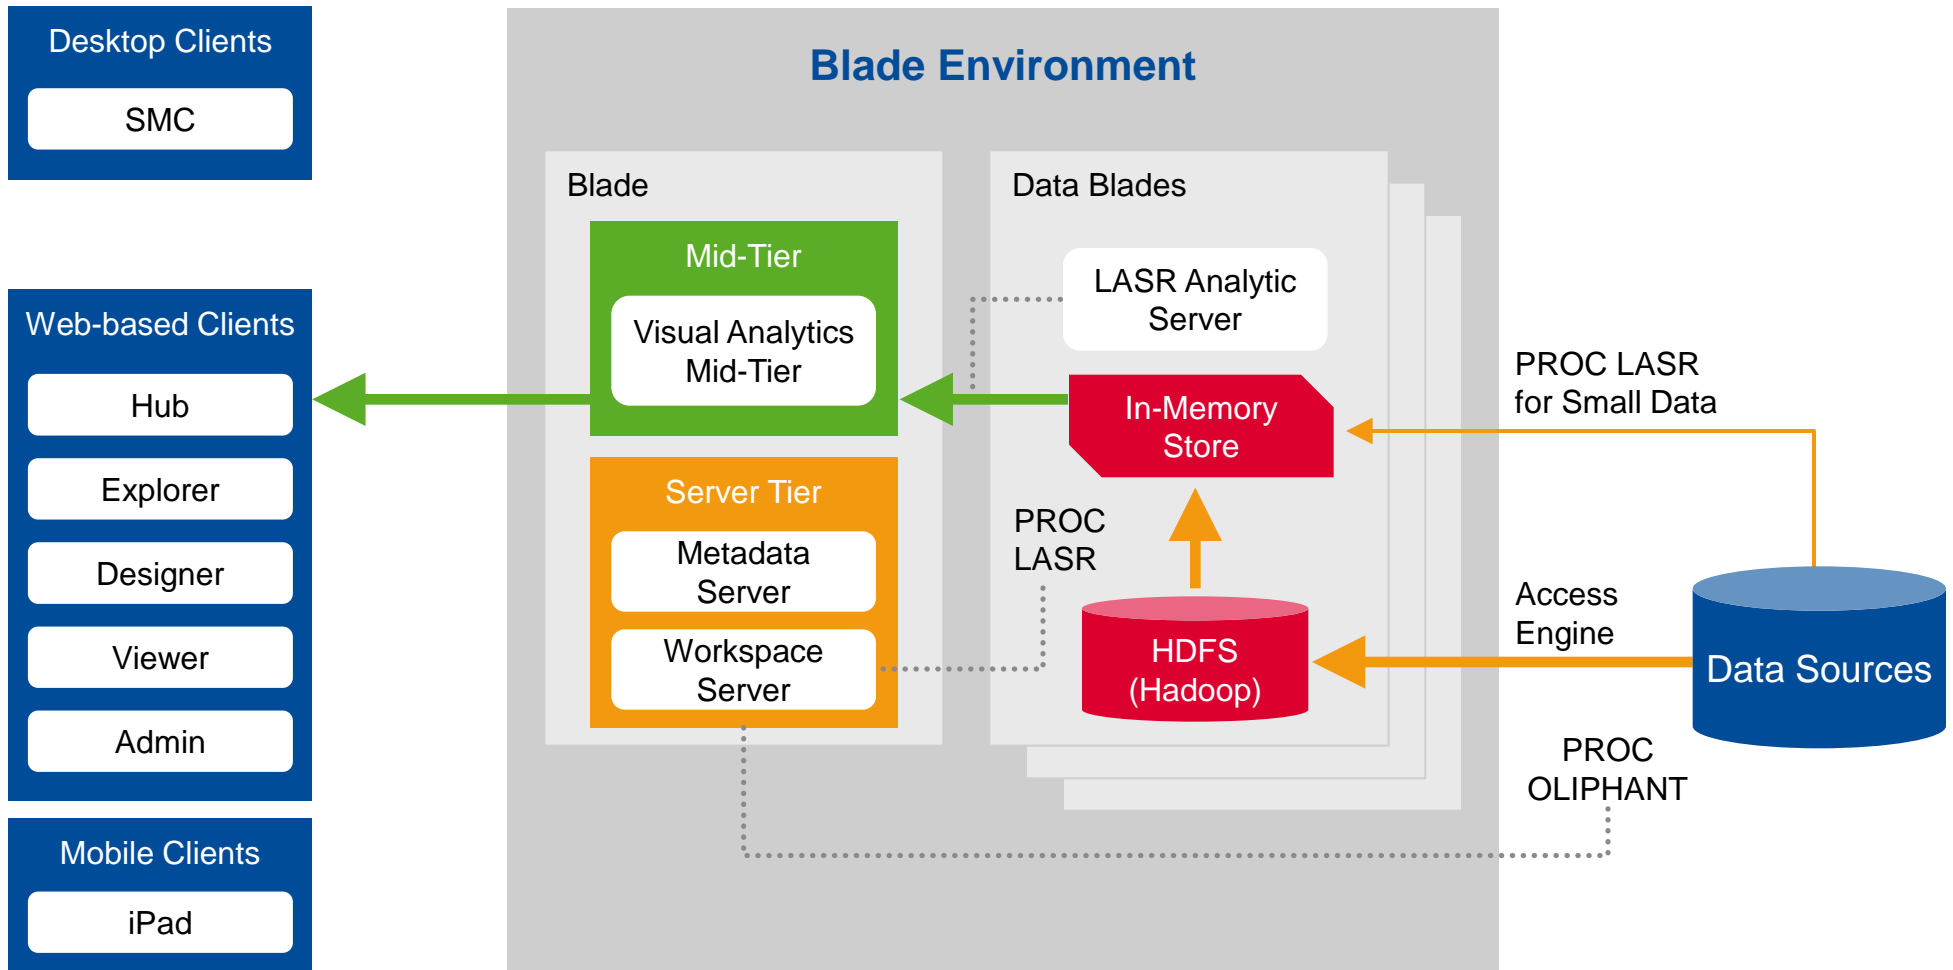 Desktop Clients
SMC
Web-based Clients
Hub
Explorer
Designer
Viewer
Admin
Mobile Clients
iPad
Blade Environment
Blade
Mid-Tier
Visual Analytics
Mid-Tier
Server Tier
Metadata
Server
Workspace
Server
Data Blades
LASR Analytic
Server
In-Memory
Store
PROC
LASR
HDFS
(Hadoop)
PROC LASR
for Small Data
Access
Engine
Data Sources
PROC
OLIPHANT